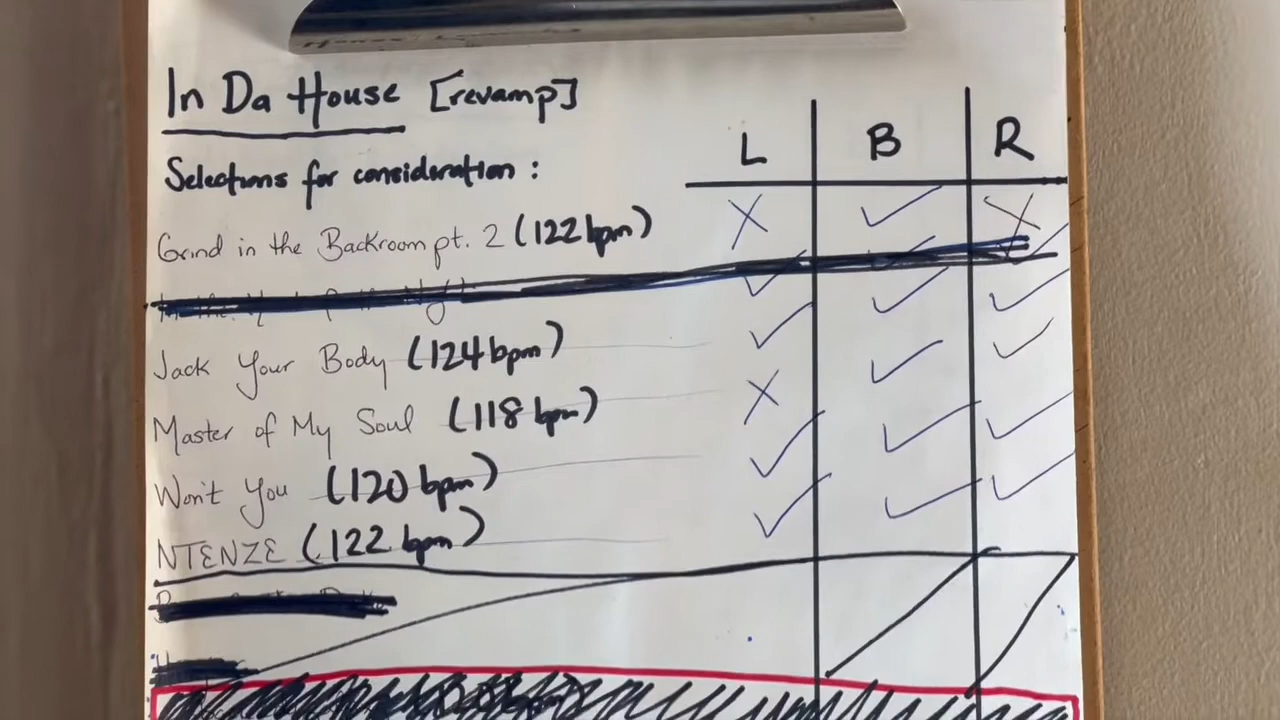 In Da House [revamp]
L B R
Selections for consideration :
Grind in the Backroom pt. 2 (122 bpm)
Jack Your Body (124 bpm)
Master of My Soul (118 bpm)
Won't You (120 bpm)
NTENZE (122 bpm)